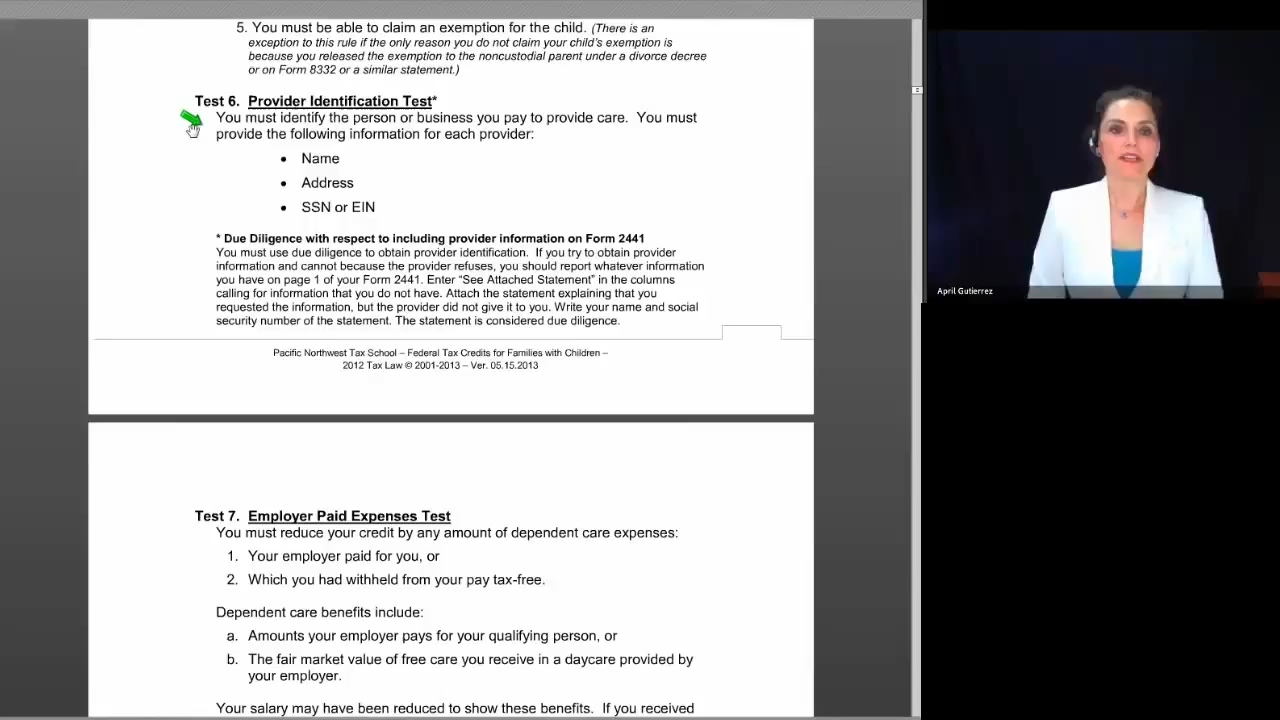 5. You must be able to claim an exemption for the child. (There is an
exception to this rule if the only reason you do not claim your child's exemption is
because you released the exemption to the noncustodial parent under a divorce decree
or on Form 8332 or a similar statement.)
Test 6. Provider Identification Test*
You must identify the person or business you pay to provide care. You must
provide the following information for each provider:
• Name
• Address
• SSN or EIN
* Due Diligence with respect to including provider information on Form 2441
You must use due diligence to obtain provider identification. If you try to obtain provider
information and cannot because the provider refuses, you should report whatever information
you have on page 1 of your Form 2441. Enter "See Attached Statement" in the columns
calling for information that you do not have. Attach the statement explaining that you
requested the information, but the provider did not give it to you. Write your name and social
security number of the statement. The statement is considered due diligence.
Pacific Northwest Tax School – Federal Tax Credits for Families with Children –
2012 Tax Law © 2001-2013 – Ver. 05.15.2013
Test 7. Employer Paid Expenses Test
You must reduce your credit by any amount of dependent care expenses:
1. Your employer paid for you, or
2. Which you had withheld from your pay tax-free.
Dependent care benefits include:
a. Amounts your employer pays for your qualifying person, or
b. The fair market value of free care you receive in a daycare provided by
your employer.
Your salary may have been reduced to show these benefits. If you received
April Gutierrez